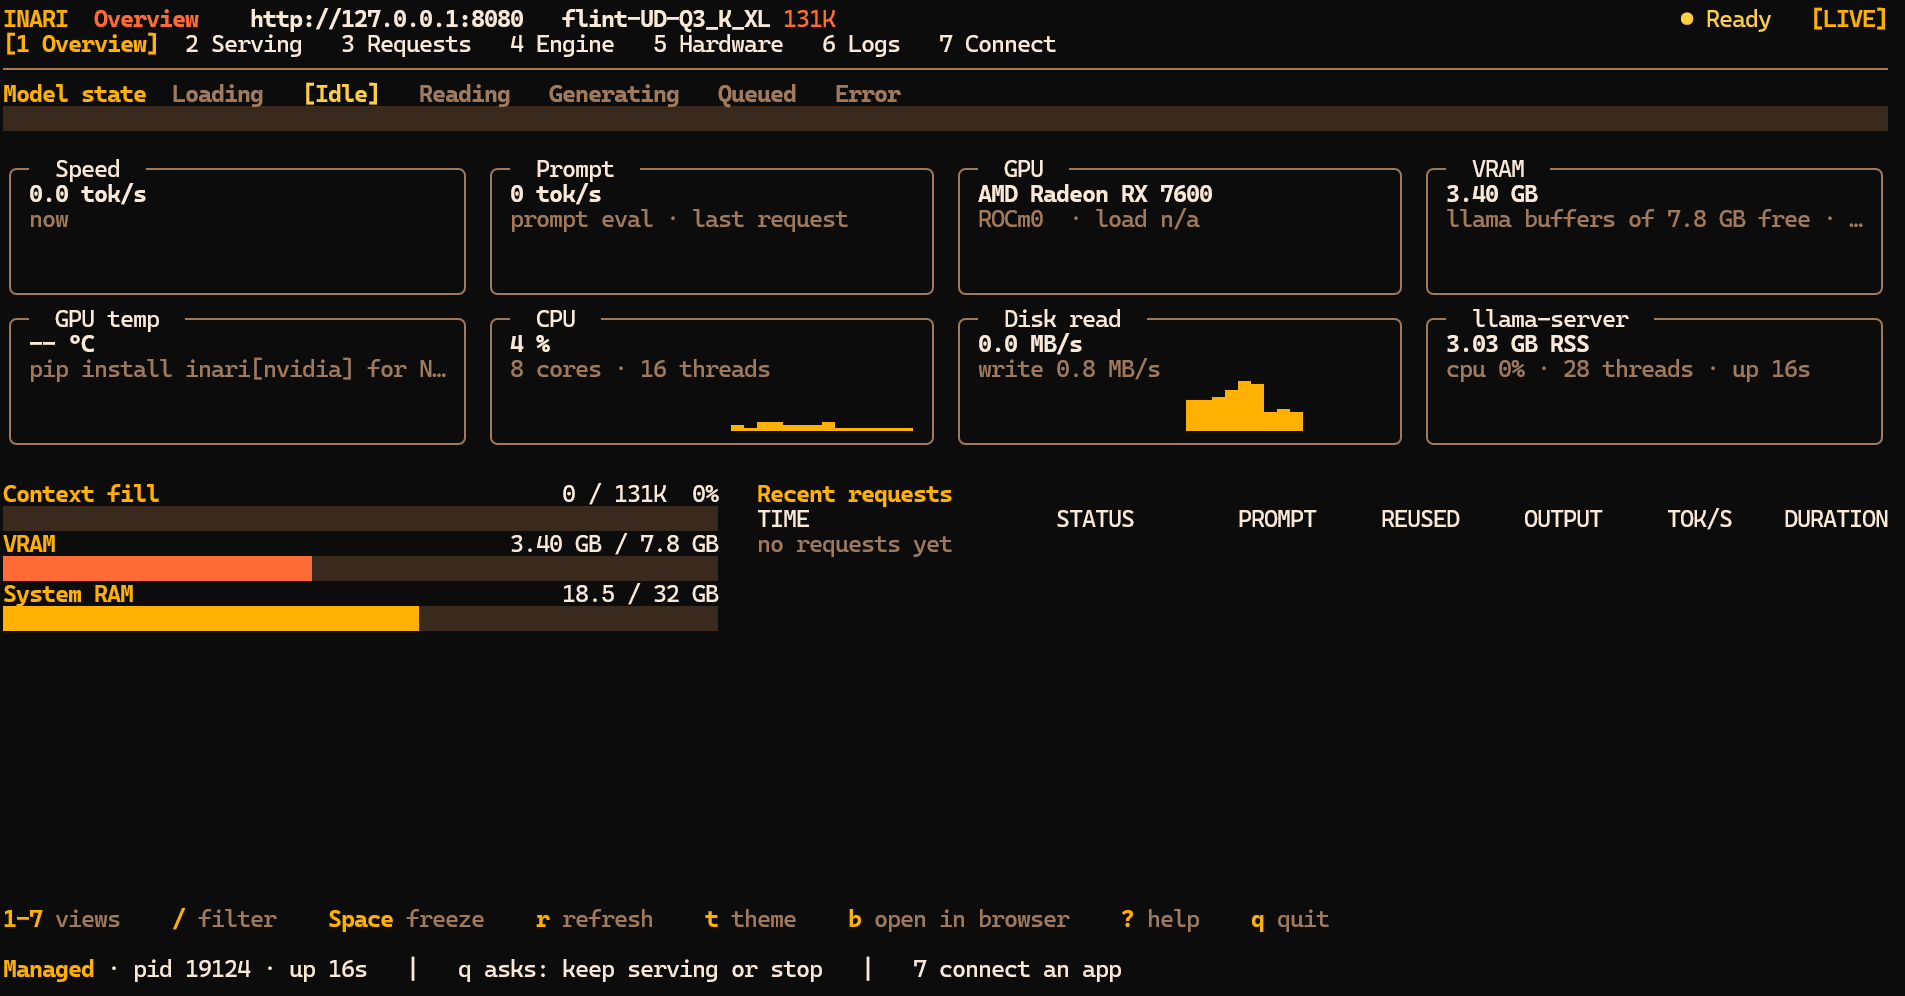 INARI  Overview    http://127.0.0.1:8080   flint-UD-Q3_K_XL 131K    ● Ready   [LIVE]
[1 Overview]  2 Serving   3 Requests   4 Engine   5 Hardware   6 Logs   7 Connect
Model state  Loading   [Idle]   Reading   Generating   Queued   Error
Speed
0.0 tok/s
now
Prompt
0 tok/s
prompt eval · last request
GPU
AMD Radeon RX 7600
ROCm0  · load n/a
VRAM
3.40 GB
llama buffers of 7.8 GB free · …
GPU temp
-- °C
pip install inari[nvidia] for N…
CPU
4 %
8 cores · 16 threads
Disk read
0.0 MB/s
write 0.8 MB/s
llama-server
3.03 GB RSS
cpu 0% · 28 threads · up 16s
Context fill    0 / 131K  0%
VRAM    3.40 GB / 7.8 GB
System RAM    18.5 / 32 GB
Recent requests
TIME    STATUS    PROMPT    REUSED    OUTPUT    TOK/S    DURATION
no requests yet
1-7 views    / filter    Space freeze    r refresh    t theme    b open in browser    ? help    q quit
Managed · pid 19124 · up 16s   |   q asks: keep serving or stop   |   7 connect an app